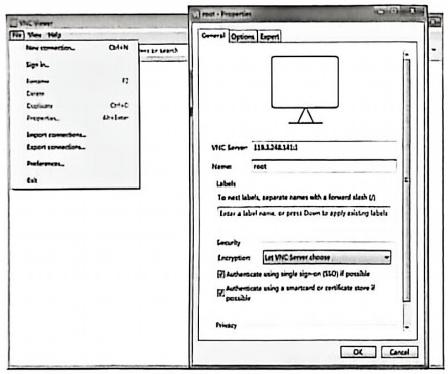 VNC Viewer
File View Help
New connection... Ctrl+N
Sign in...
Rename F2
Delete
Duplicate Ctrl+D
Properties... Alt+Enter
Import connections...
Export connections...
Preferences...
Exit
or search
root - Properties
General Options Expert
VNC Server 119.3.248.141:1
Name: root
Labels
To nest labels, separate names with a forward slash (/)
Enter a label name, or press Down to apply existing labels
Security
Encryption: Let VNC Server choose
Authenticate using single sign-on (SSO) if possible
Authenticate using a smartcard or certificate store if
possible
Privacy
OK Cancel